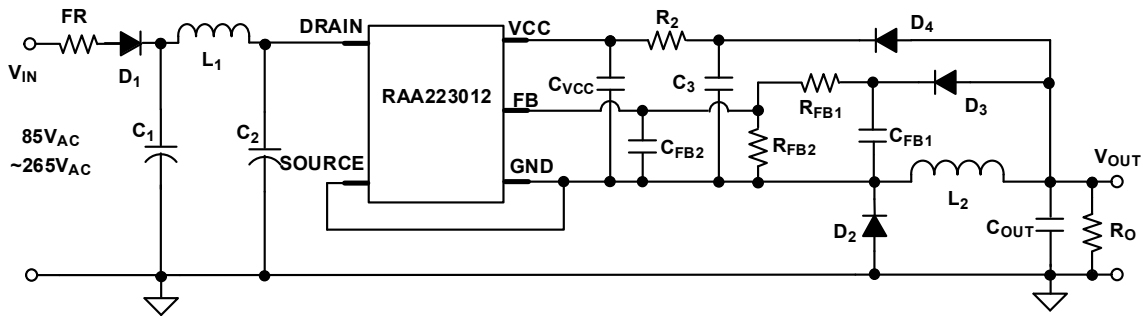 FR
D1
L1
DRAIN
VCC
R2
D4
VIN
RAA223012
CVCC
C3
FB
RFB1
D3
85VAC
~265VAC
C1
C2
SOURCE
GND
CFB2
RFB2
CFB1
VOUT
L2
D2
COUT
RO